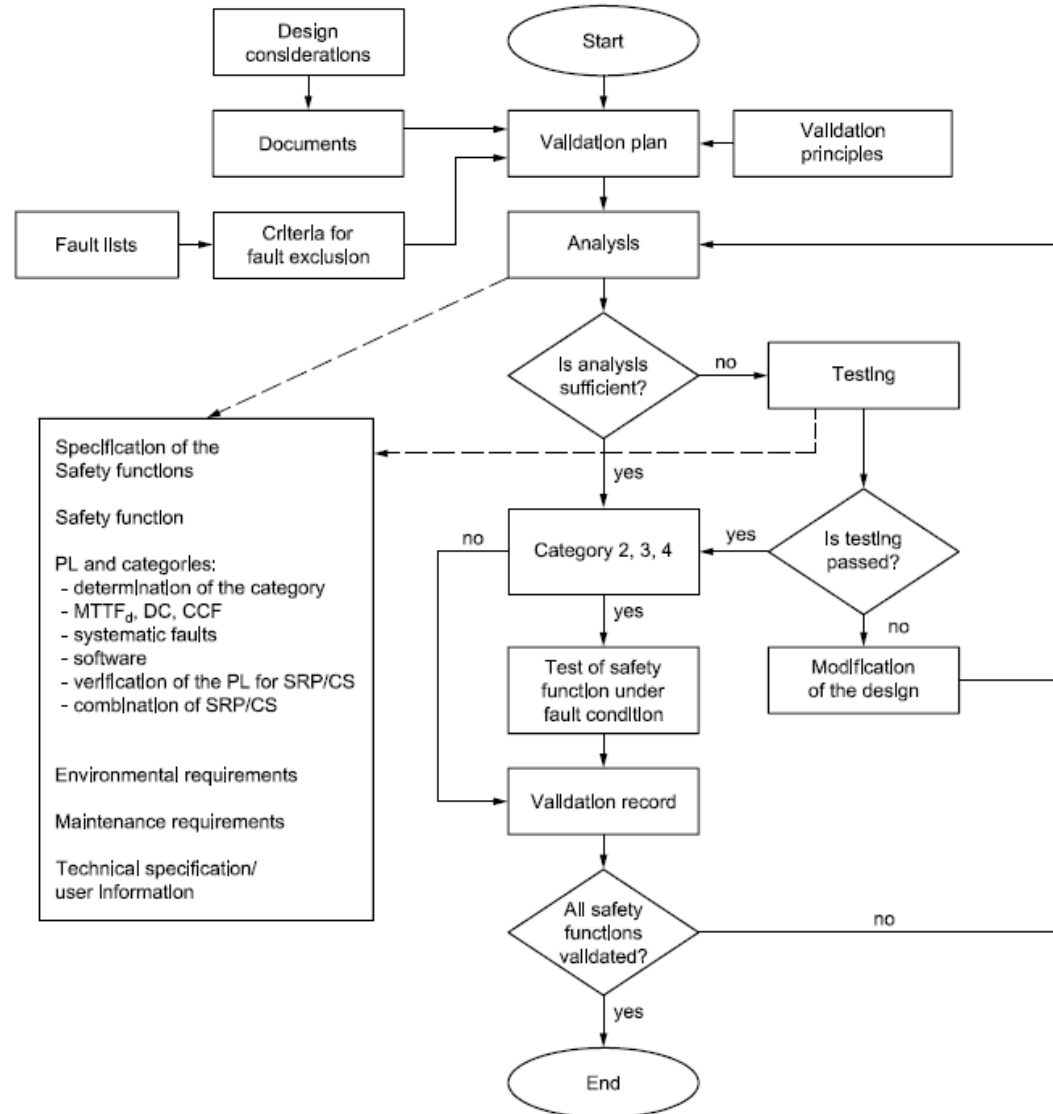 Design
considerations
Start
Documents
Validation plan
Validation
principles
Fault lists
Criteria for
fault exclusion
Analysis
Is analysis
sufficient?
no
Testing
yes
Specification of the
Safety functions
Safety function
PL and categories:
- determination of the category
- MTTFd, DC, CCF
- systematic faults
- software
- verification of the PL for SRP/CS
- combination of SRP/CS
Environmental requirements
Maintenance requirements
Technical specification/
user information
no
Category 2, 3, 4
yes
Is testing
passed?
yes
no
Test of safety
function under
fault condition
Modification
of the design
Validation record
All safety
functions
validated?
no
yes
End